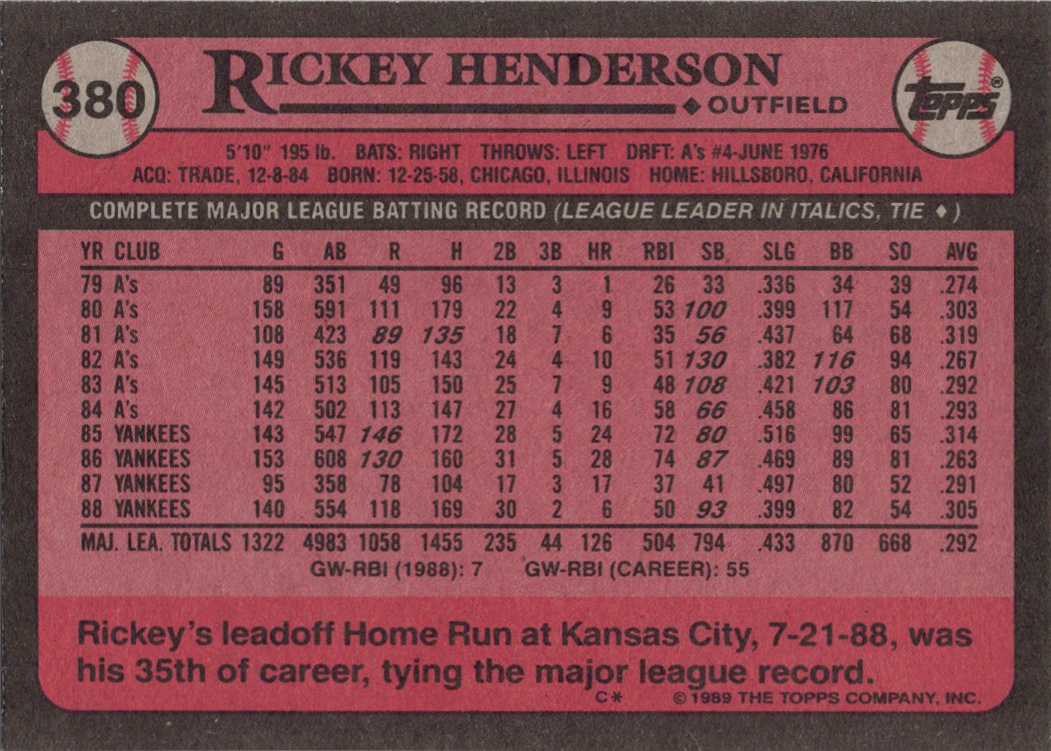 380
RICKEY HENDERSON
♦ OUTFIELD
topps®
5'10" 195 lb. BATS: RIGHT THROWS: LEFT DRFT: A's #4-JUNE 1976
ACQ: TRADE, 12-8-84 BORN: 12-25-58, CHICAGO, ILLINOIS HOME: HILLSBORO, CALIFORNIA
COMPLETE MAJOR LEAGUE BATTING RECORD (LEAGUE LEADER IN ITALICS, TIE ♦)
YR CLUB G AB R H 2B 3B HR RBI SB SLG BB SO AVG
79 A's 89 351 49 96 13 3 1 26 33 .336 34 39 .274
80 A's 158 591 111 179 22 4 9 53 100 .399 117 54 .303
81 A's 108 423 89 135 18 7 6 35 56 .437 64 68 .319
82 A's 149 536 119 143 24 4 10 51 130 .382 116 94 .267
83 A's 145 513 105 150 25 7 9 48 108 .421 103 80 .292
84 A's 142 502 113 147 27 4 16 58 66 .458 86 81 .293
85 YANKEES 143 547 146 172 28 5 24 72 80 .516 99 65 .314
86 YANKEES 153 608 130 160 31 5 28 74 87 .469 89 81 .263
87 YANKEES 95 358 78 104 17 3 17 37 41 .497 80 52 .291
88 YANKEES 140 554 118 169 30 2 6 50 93 .399 82 54 .305
MAJ. LEA. TOTALS 1322 4983 1058 1455 235 44 126 504 794 .433 870 668 .292
GW-RBI (1988): 7 GW-RBI (CAREER): 55
Rickey's leadoff Home Run at Kansas City, 7-21-88, was
his 35th of career, tying the major league record.
C* © 1989 THE TOPPS COMPANY, INC.